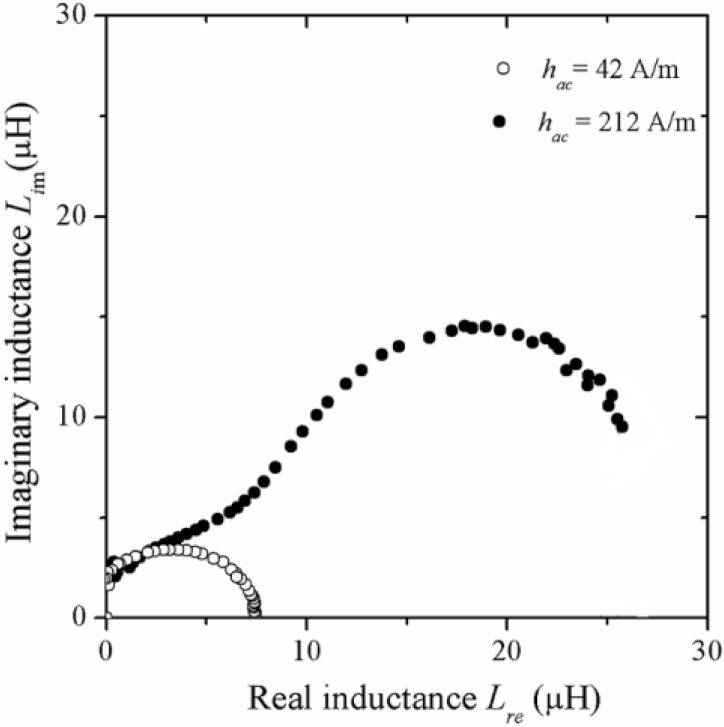 30
20
10
0
Imaginary inductance L_im(μH)
h_ac = 42 A/m
h_ac = 212 A/m
0 10 20 30
Real inductance L_re (μH)